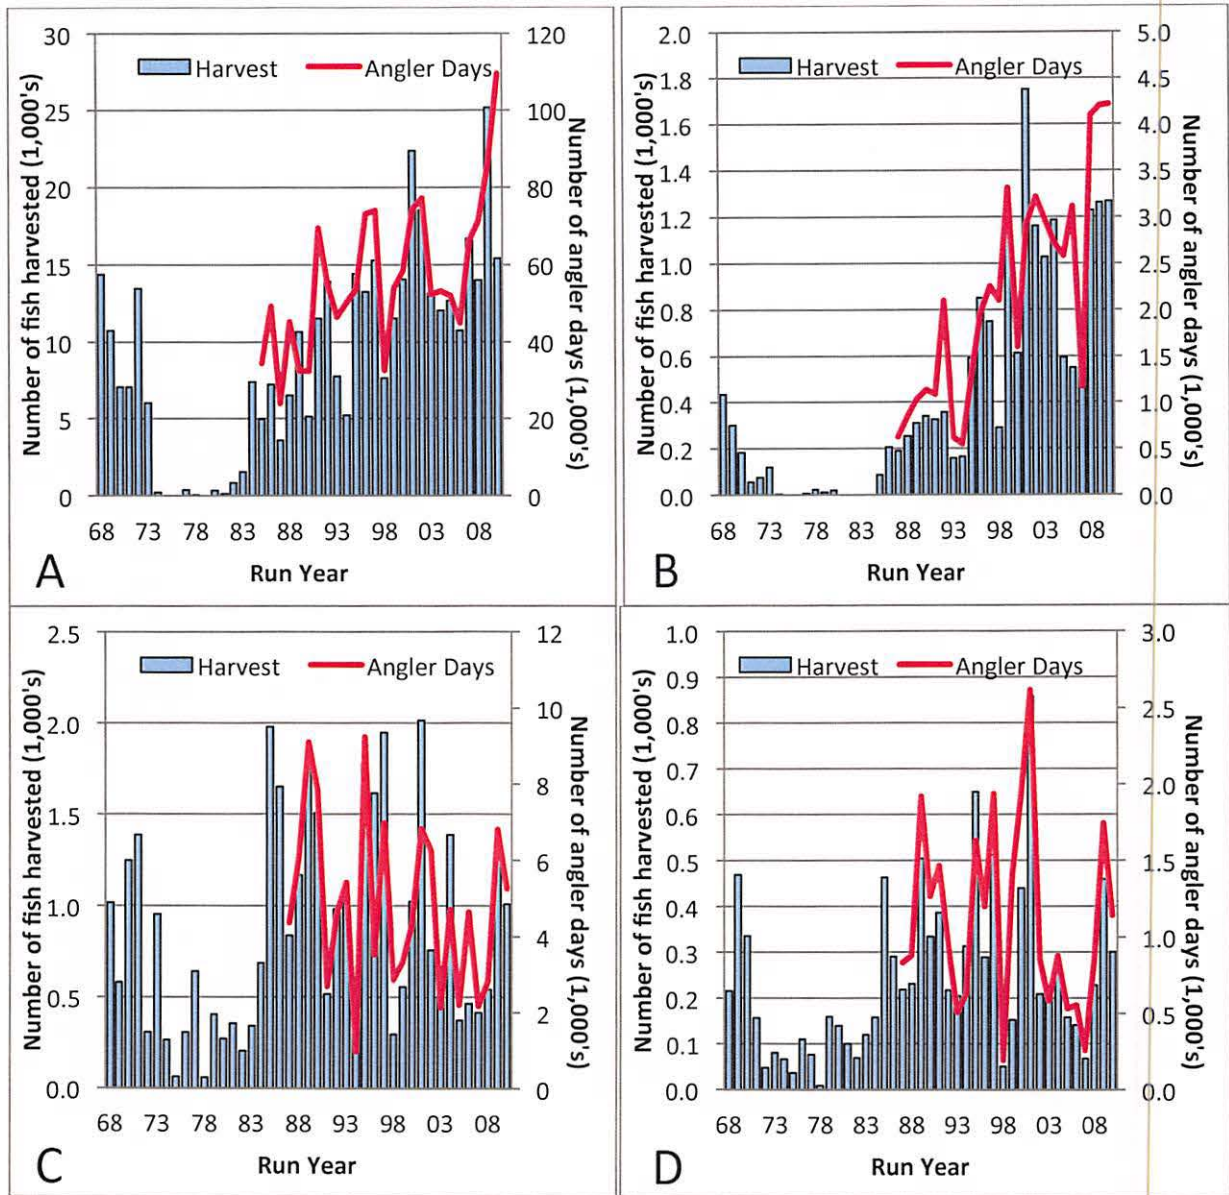 Harvest Angler Days
Number of fish harvested (1,000's)
30
25
20
15
10
5
0
120
100
80
60
40
20
0
Number of angler days (1,000's)
68 73 78 83 88 93 98 03 08
Run Year
A
Harvest Angler Days
Number of fish harvested (1,000's)
2.0
1.8
1.6
1.4
1.2
1.0
0.8
0.6
0.4
0.2
0.0
5.0
4.5
4.0
3.5
3.0
2.5
2.0
1.5
1.0
0.5
0.0
Number of angler days (1,000's)
68 73 78 83 88 93 98 03 08
Run Year
B
Harvest Angler Days
Number of fish harvested (1,000's)
2.5
2.0
1.5
1.0
0.5
0.0
12
10
8
6
4
2
0
Number of angler days (1,000's)
68 73 78 83 88 93 98 03 08
Run Year
C
Harvest Angler Days
Number of fish harvested (1,000's)
1.0
0.9
0.8
0.7
0.6
0.5
0.4
0.3
0.2
0.1
0.0
3.0
2.5
2.0
1.5
1.0
0.5
0.0
Number of angler days (1,000's)
68 73 78 83 88 93 98 03 08
Run Year
D